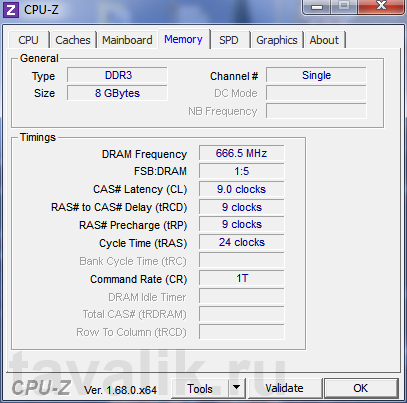 CPU-Z
CPU Caches Mainboard Memory SPD Graphics About
General
Type DDR3 Channel # Single
Size 8 GBytes DC Mode
NB Frequency
Timings
DRAM Frequency 666.5 MHz
FSB:DRAM 1:5
CAS# Latency (CL) 9.0 clocks
RAS# to CAS# Delay (tRCD) 9 clocks
RAS# Precharge (tRP) 9 clocks
Cycle Time (tRAS) 24 clocks
Bank Cycle Time (tRC)
Command Rate (CR) 1T
DRAM Idle Timer
Total CAS# (tRDRAM)
Row To Column (tRCD)
tavalik.ru
CPU-Z Ver. 1.68.0.x64 Tools Validate OK